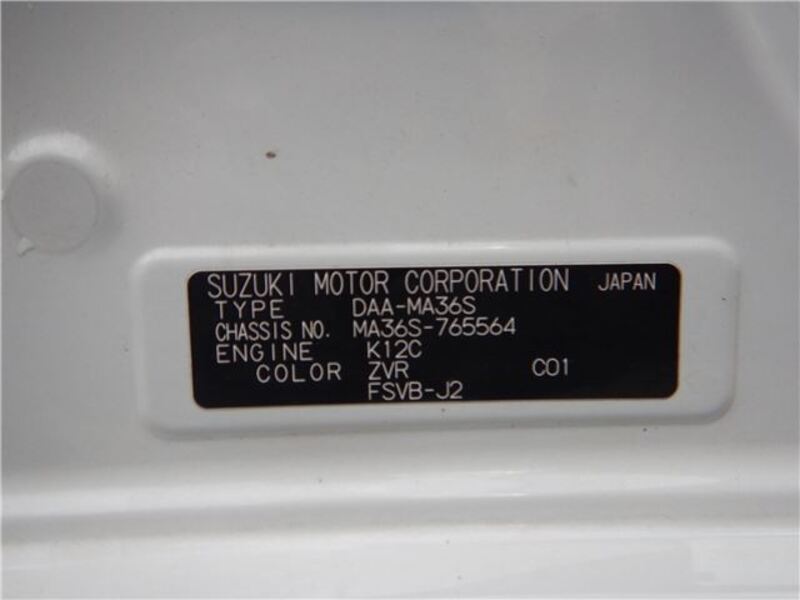 SUZUKI MOTOR CORPORATION JAPAN
TYPE DAA-MA36S
CHASSIS NO. MA36S-765564
ENGINE K12C
COLOR ZVR C01
FSVB-J2